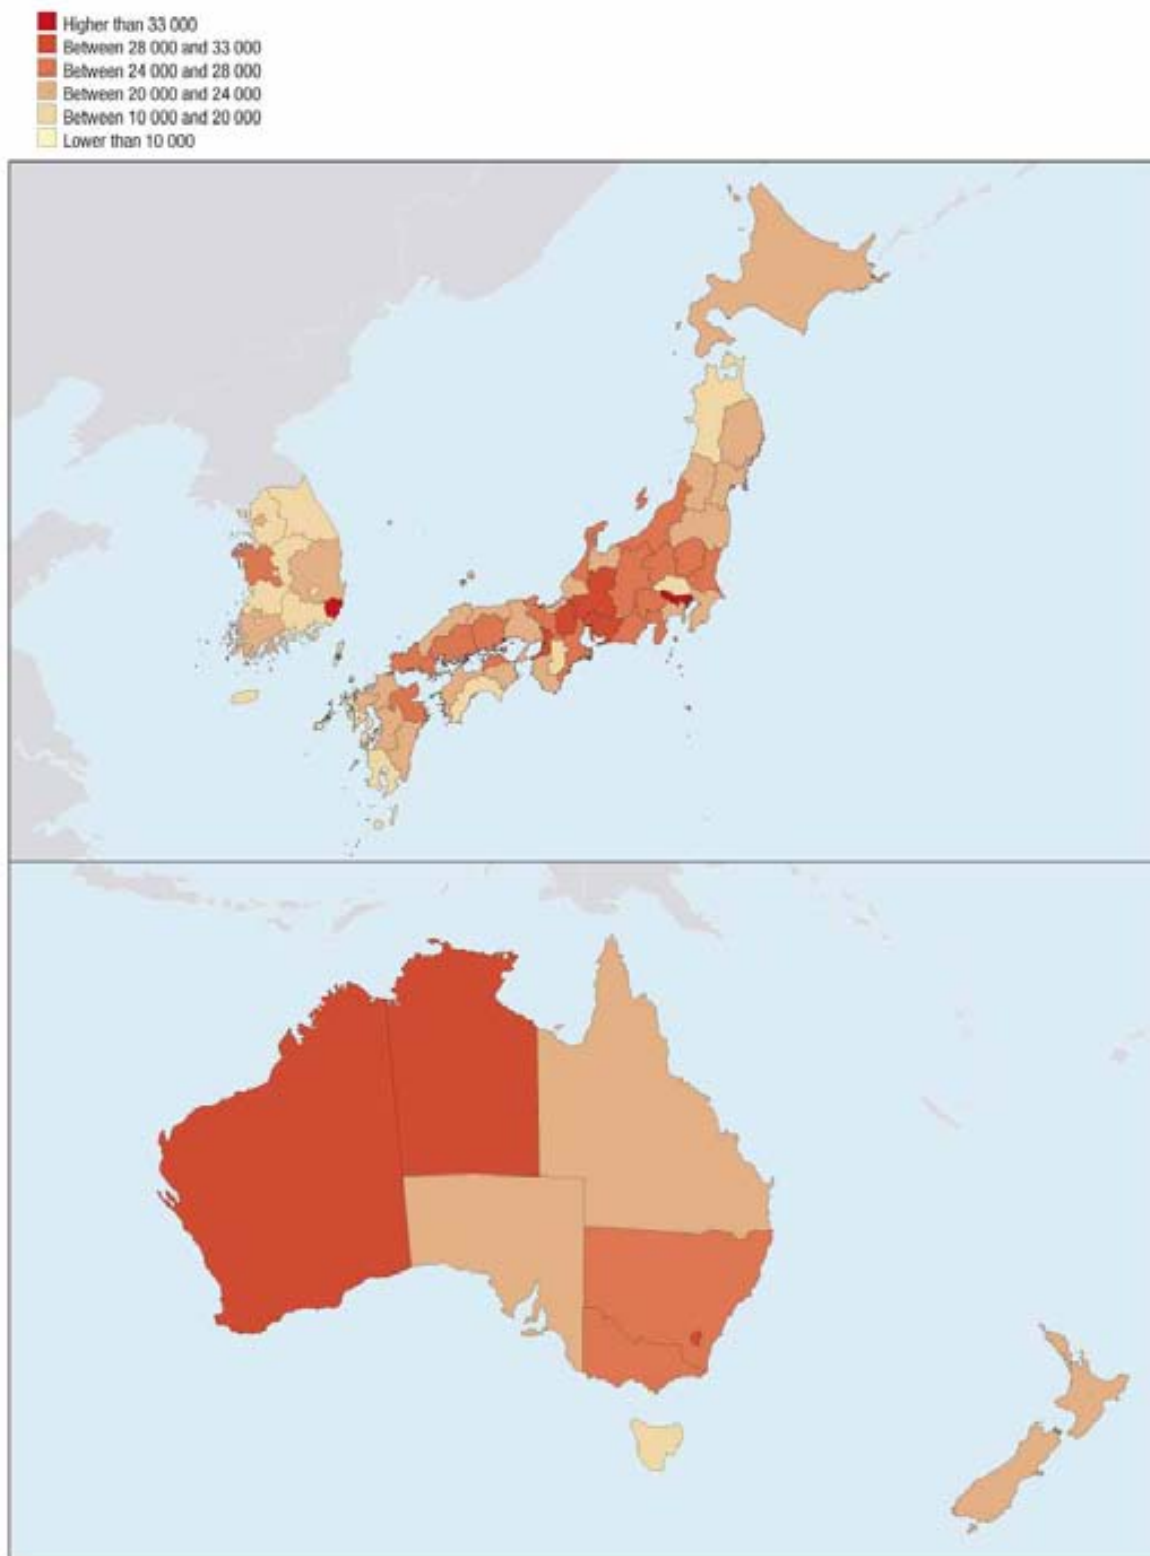 Higher than 33 000
Between 28 000 and 33 000
Between 24 000 and 28 000
Between 20 000 and 24 000
Between 10 000 and 20 000
Lower than 10 000